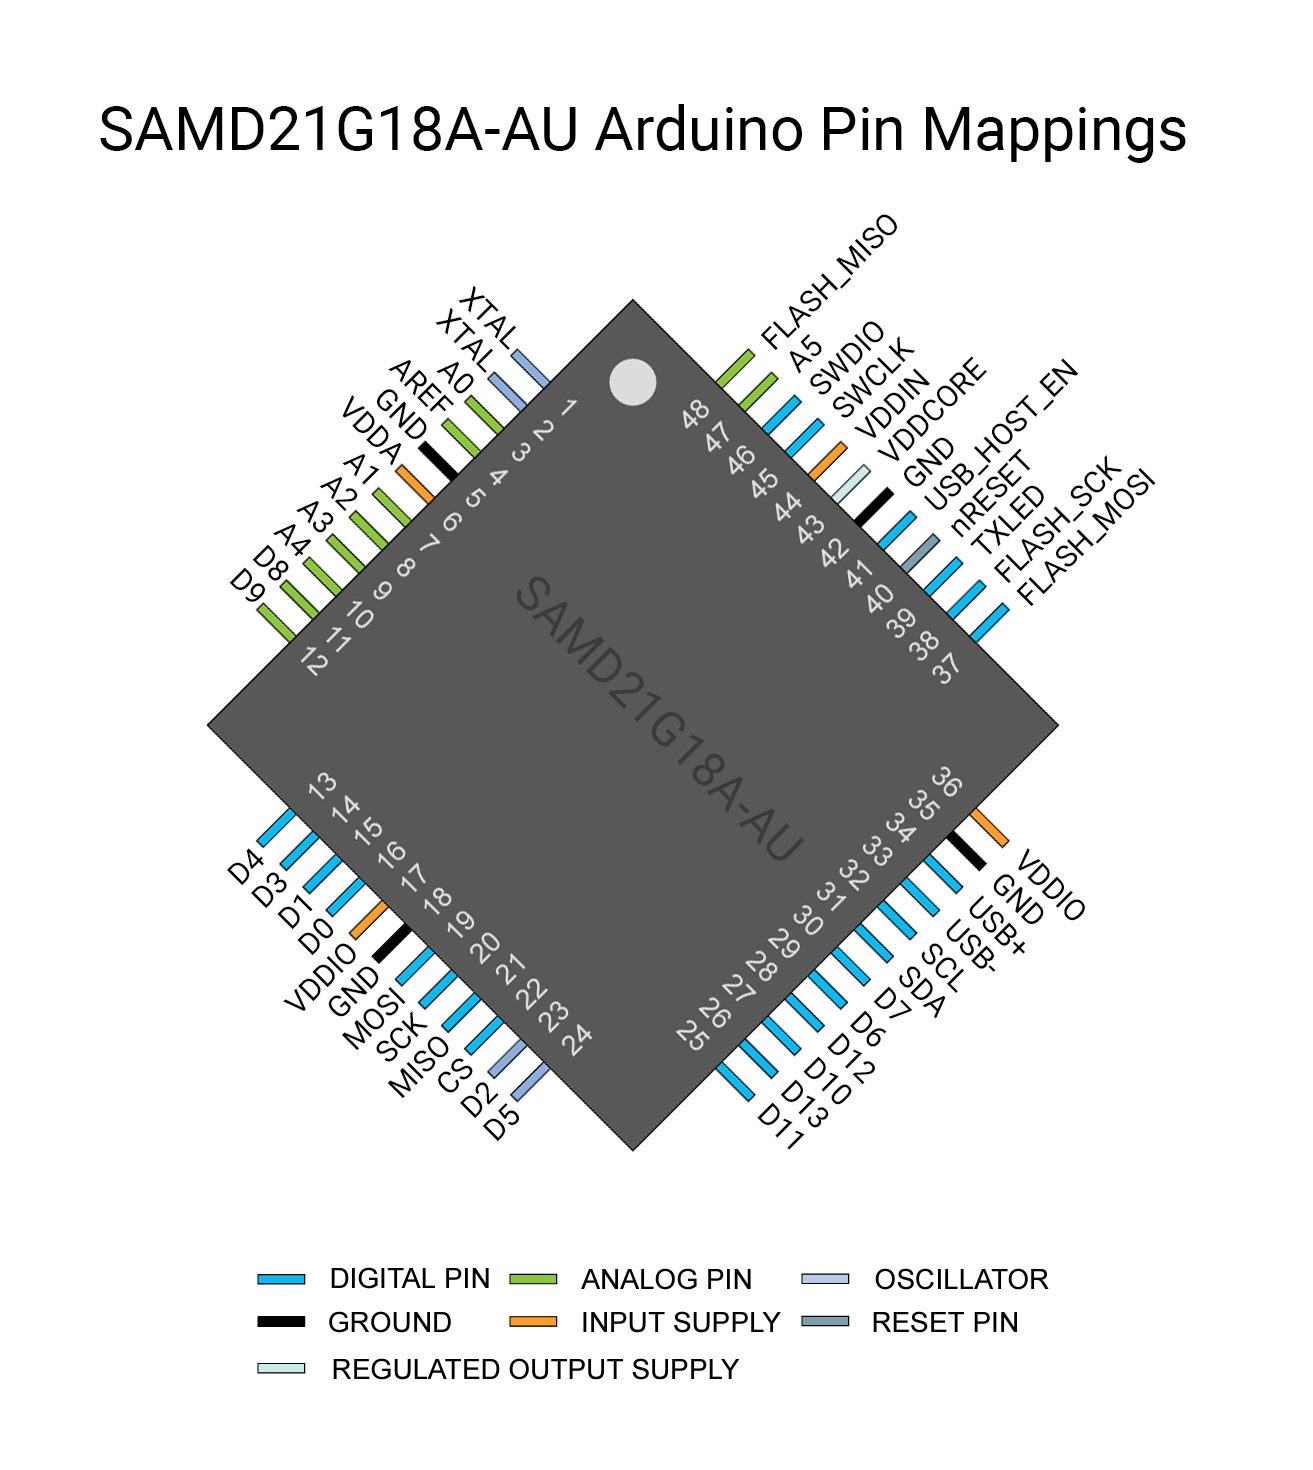 SAMD21G18A-AU Arduino Pin Mappings
XTAL
XTAL
A0
AREF
GND
VDDA
A1
A2
A3
A4
D8
D9
1
2
3
4
5
6
7
8
9
10
11
12
FLASH_MISO
A5
SWDIO
SWCLK
VDDIN
VDDCORE
GND
USB_HOST_EN
nRESET
TXLED
FLASH_SCK
FLASH_MOSI
48
47
46
45
44
43
42
41
40
39
38
37
SAMD21G18A-AU
13
14
15
16
17
18
19
20
21
22
23
24
D4
D3
D1
D0
VDDIO
GND
MOSI
SCK
MISO
CS
D2
D5
36
35
34
33
32
31
30
29
28
27
26
25
VDDIO
GND
USB+
USB-
SCL
SDA
D7
D6
D12
D10
D13
D11
DIGITAL PIN
ANALOG PIN
OSCILLATOR
GROUND
INPUT SUPPLY
RESET PIN
REGULATED OUTPUT SUPPLY